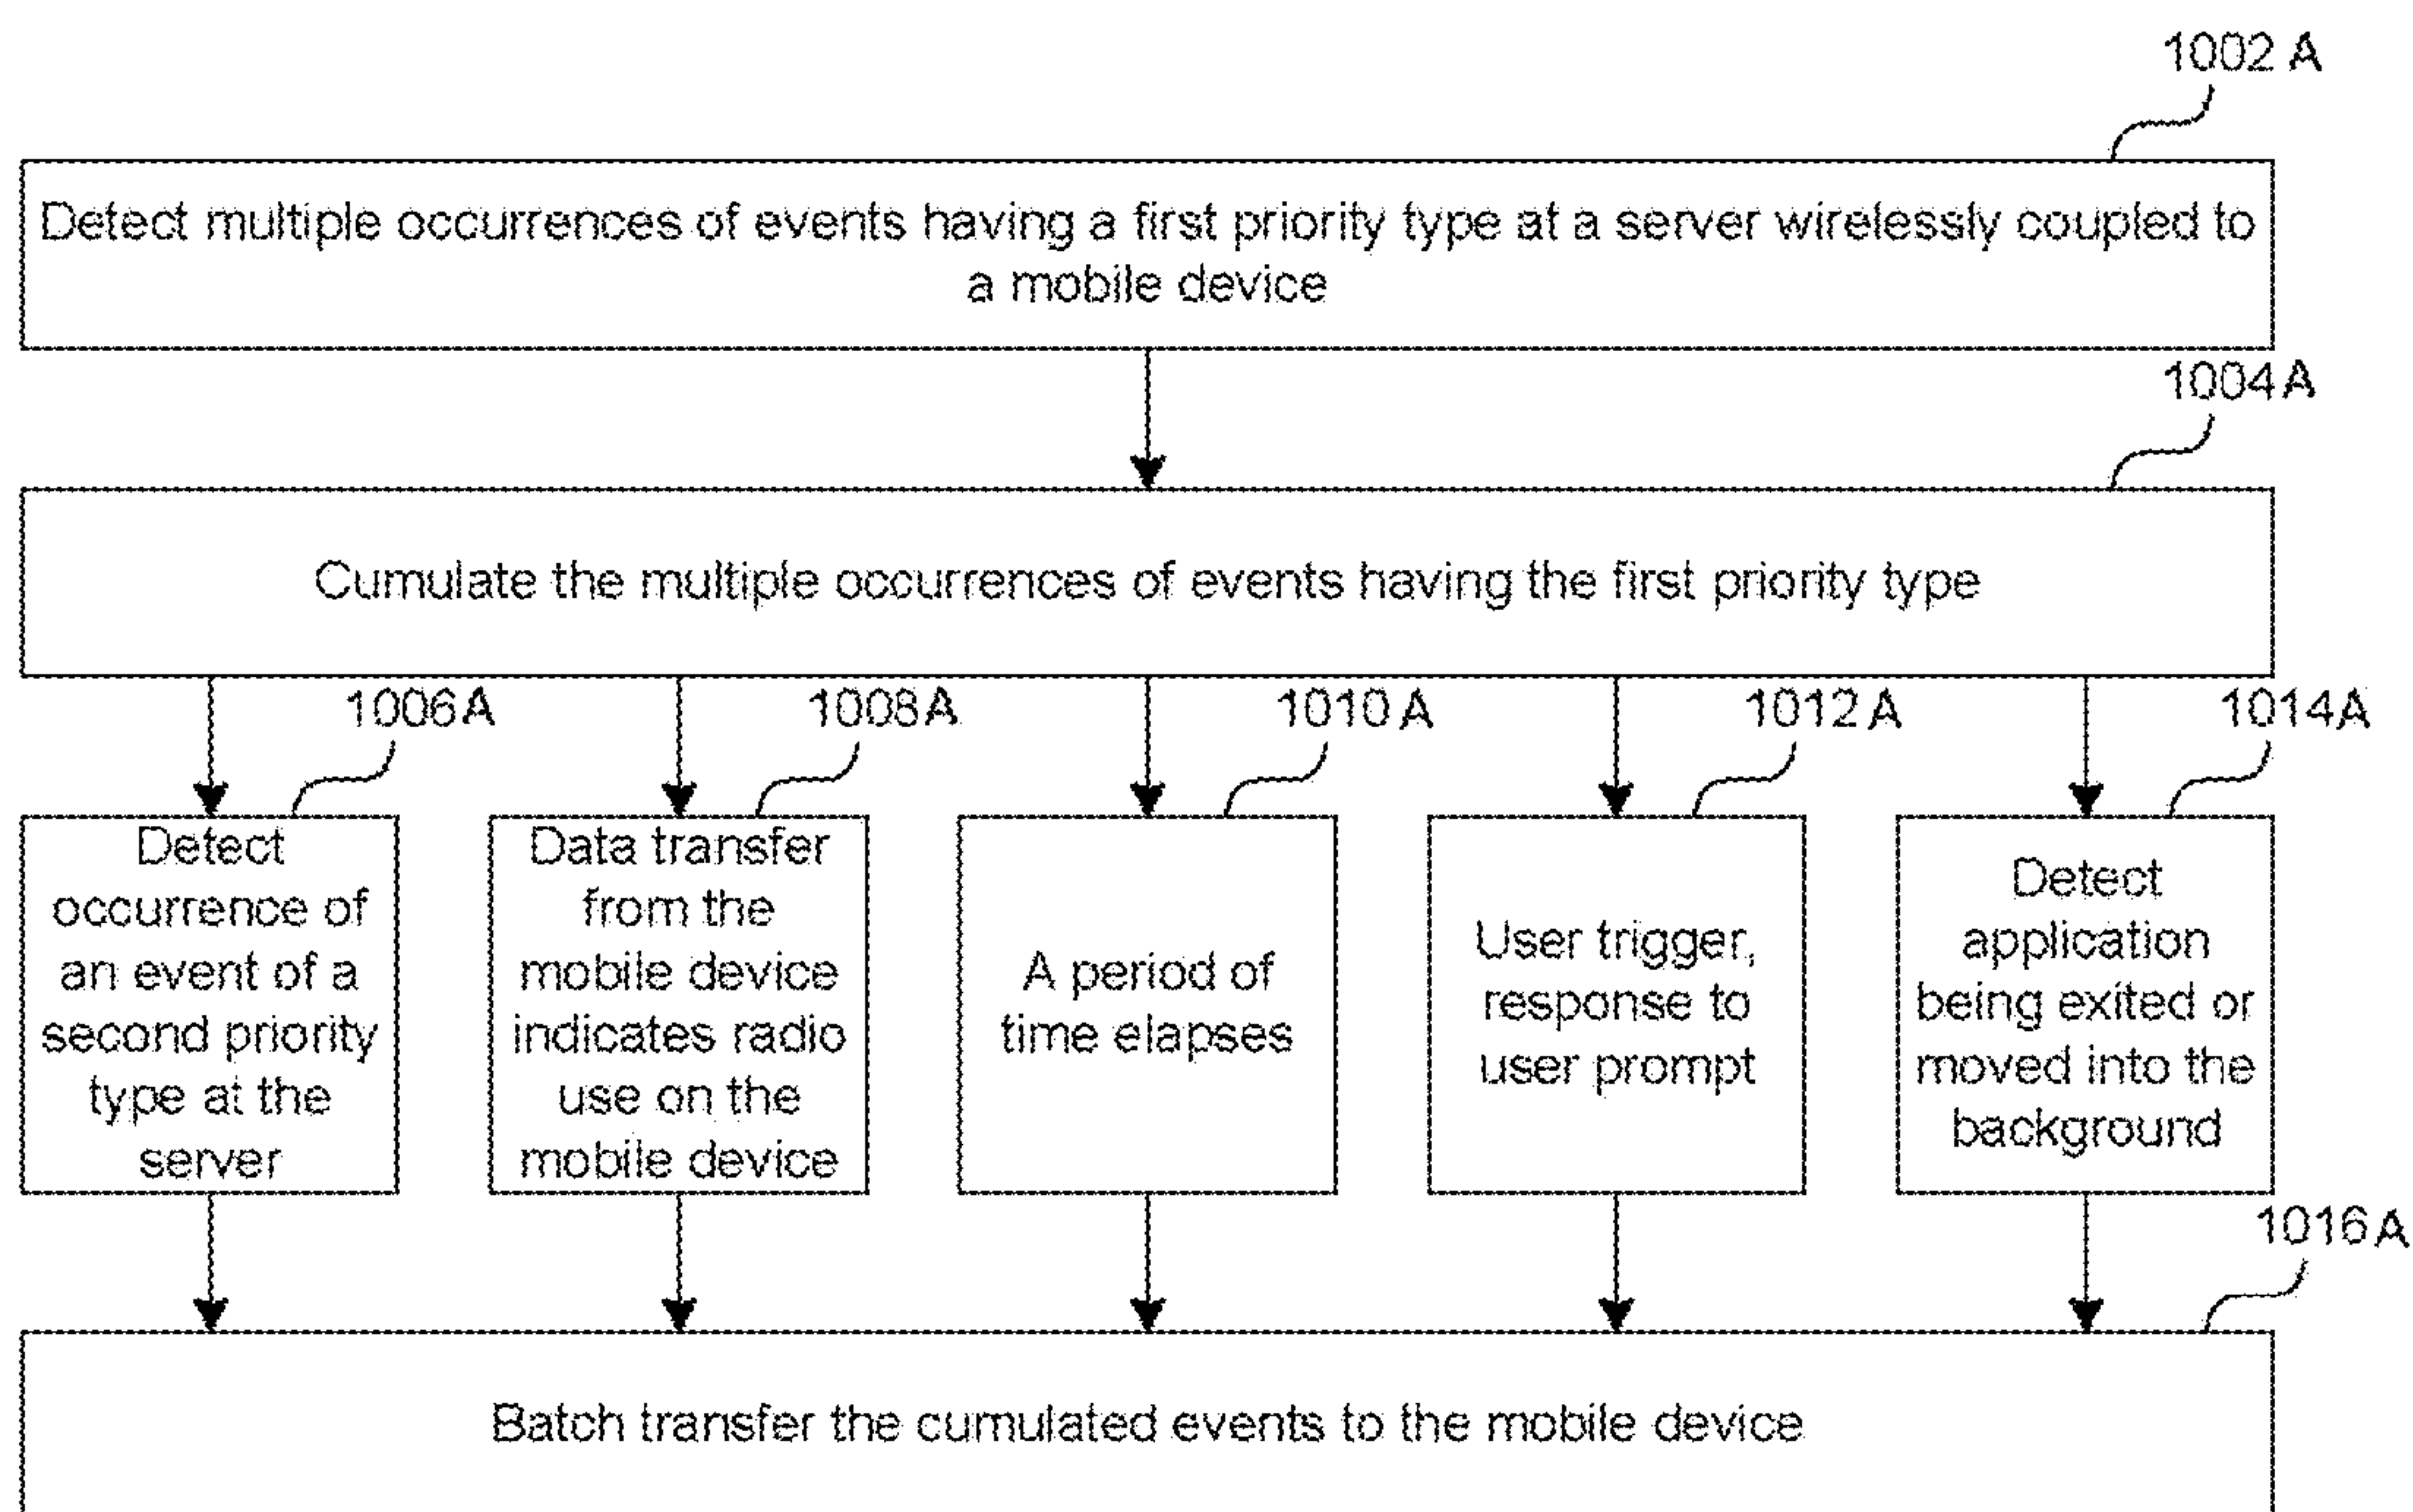 1002 A
Detect multiple occurrences of events having a first priority type at a server wirelessly coupled to
a mobile device
1004 A
Cumulate the multiple occurrences of events having the first priority type
1006 A
1008 A
1010 A
1012 A
1014 A
Detect
occurrence of
an event of a
second priority
type at the
server
Data transfer
from the
mobile device
indicates radio
use on the
mobile device
A period of
time elapses
User trigger,
response to
user prompt
Detect
application
being exited or
moved into the
background
1016 A
Batch transfer the cumulated events to the mobile device